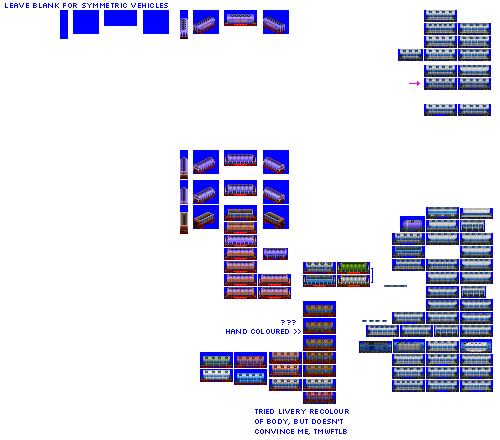 LEAVE BLANK FOR SYMMETRIC VEHICLES
???
HAND COLOURED >>
TRIED LIVERY RECOLOUR
OF BODY, BUT DOESN'T
CONVINCE ME, TMWFTLB